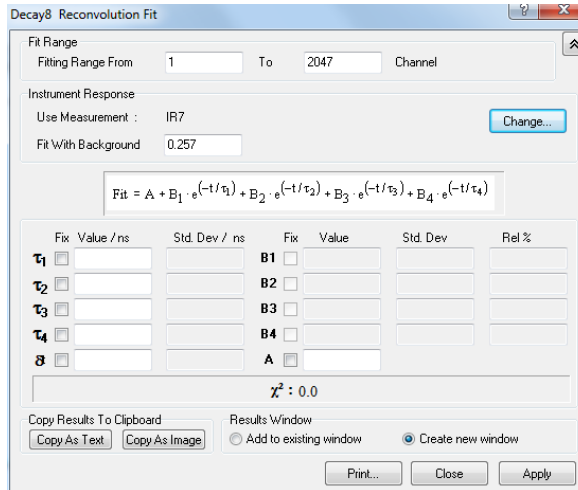 Decay8 Reconvolution Fit
Fit Range
Fitting Range From 1 To 2047 Channel
Instrument Response
Use Measurement : IR7 Change...
Fit With Background 0.257
Fit = A + B1 · e(-t/τ1) + B2 · e(-t/τ2) + B3 · e(-t/τ3) + B4 · e(-t/τ4)
Fix Value / ns Std. Dev / ns Fix Value Std. Dev Rel %
τ1 B1
τ2 B2
τ3 B3
τ4 B4
∂ A
χ² : 0.0
Copy Results To Clipboard Results Window
Copy As Text Copy As Image Add to existing window Create new window
Print... Close Apply